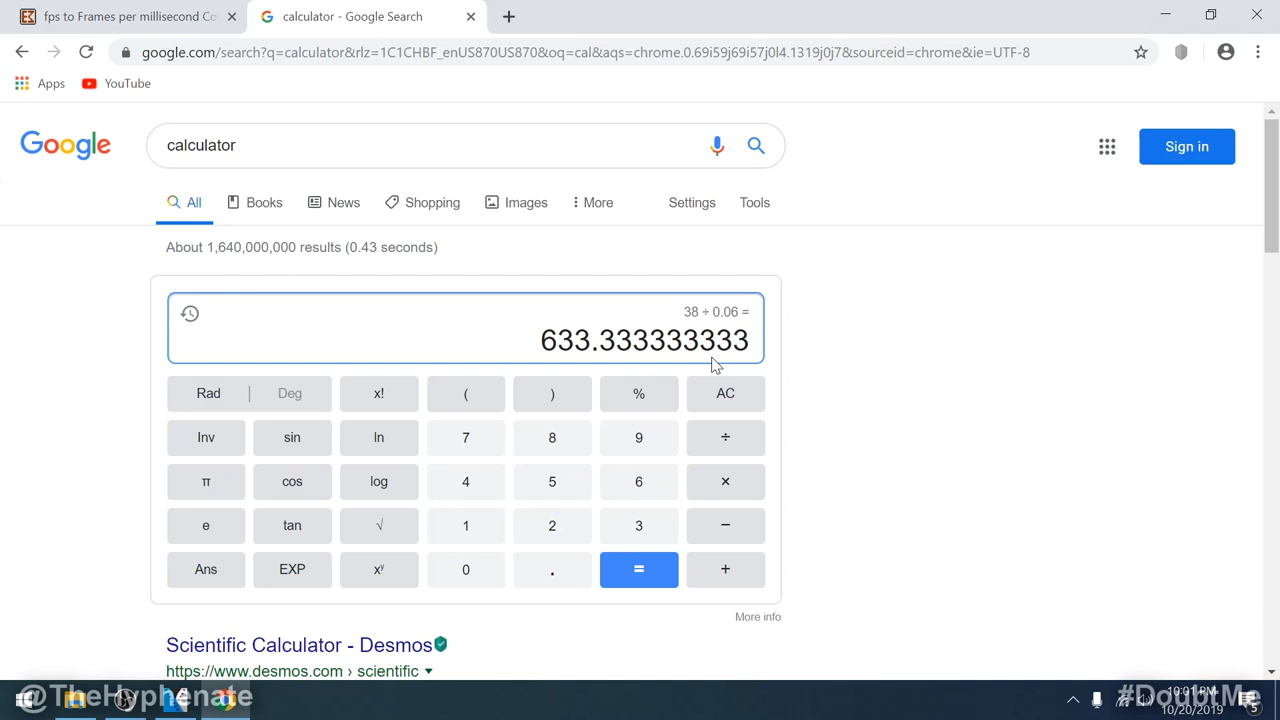 fps to Frames per millisecond Co
calculator - Google Search
google.com/search?q=calculator&rlz=1C1CHBF_enUS870US870&oq=cal&aqs=chrome.0.69i59j69i57j0l4.1319j0j7&sourceid=chrome&ie=UTF-8
Apps YouTube
Google
calculator
Sign in
All Books News Shopping Images More Settings Tools
About 1,640,000,000 results (0.43 seconds)
38 ÷ 0.06 =
633.333333333
Rad Deg x! ( ) % AC
Inv sin ln 7 8 9 ÷
π cos log 4 5 6 ×
e tan √ 1 2 3 −
Ans EXP xʸ 0 . = +
More info
Scientific Calculator - Desmos
https://www.desmos.com › scientific
@TheHyphenate
#DoubtMe
10:01 PM
10/20/2019
5